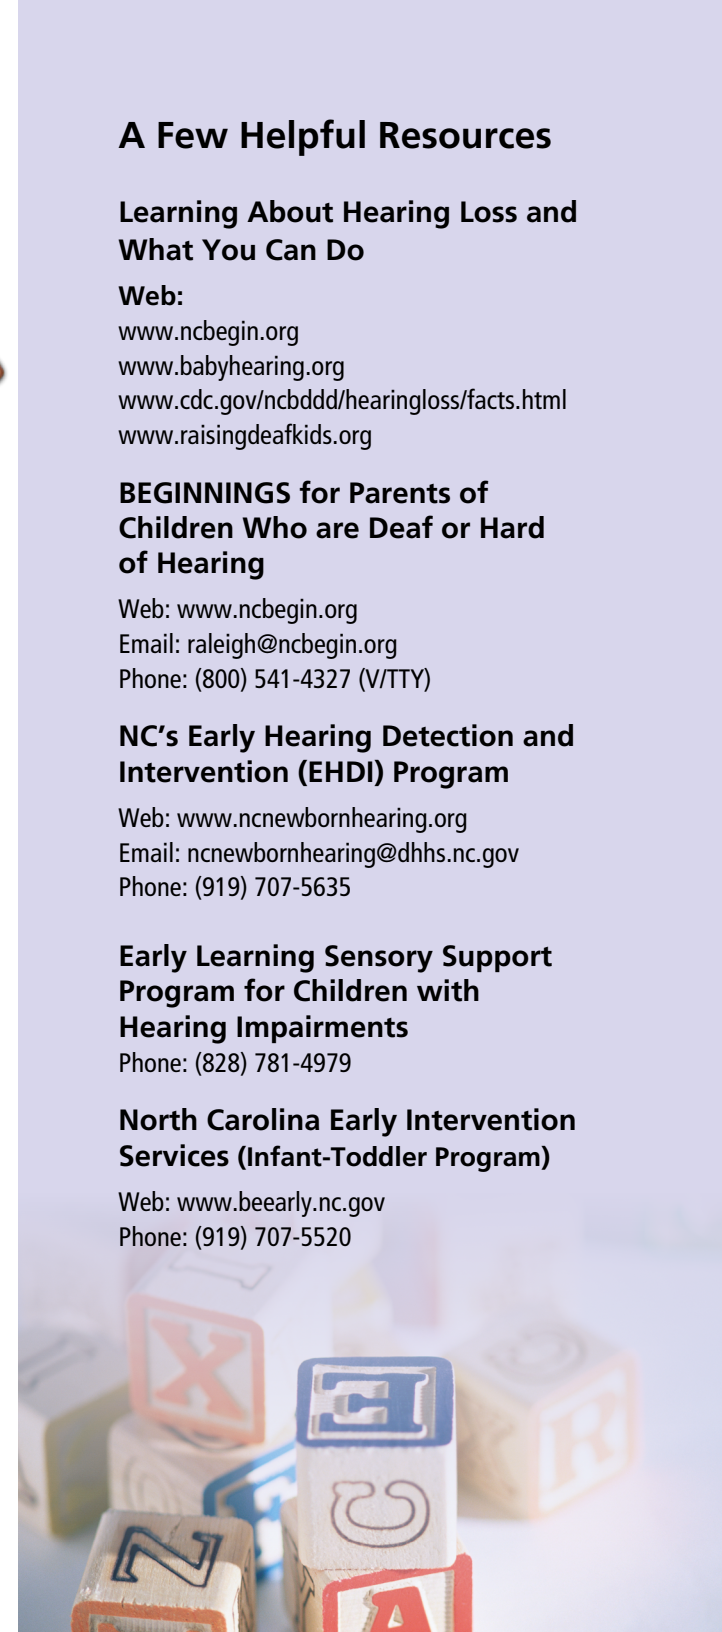 A Few Helpful Resources
Learning About Hearing Loss and
What You Can Do
Web:
www.ncbegin.org
www.babyhearing.org
www.cdc.gov/ncbddd/hearingloss/facts.html
www.raisingdeafkids.org
BEGINNINGS for Parents of
Children Who are Deaf or Hard
of Hearing
Web: www.ncbegin.org
Email: raleigh@ncbegin.org
Phone: (800) 541-4327 (V/TTY)
NC’s Early Hearing Detection and
Intervention (EHDI) Program
Web: www.ncnewbornhearing.org
Email: ncnewbornhearing@dhhs.nc.gov
Phone: (919) 707-5635
Early Learning Sensory Support
Program for Children with
Hearing Impairments
Phone: (828) 781-4979
North Carolina Early Intervention
Services (Infant-Toddler Program)
Web: www.beearly.nc.gov
Phone: (919) 707-5520
X
E
R
C
F
Z
A